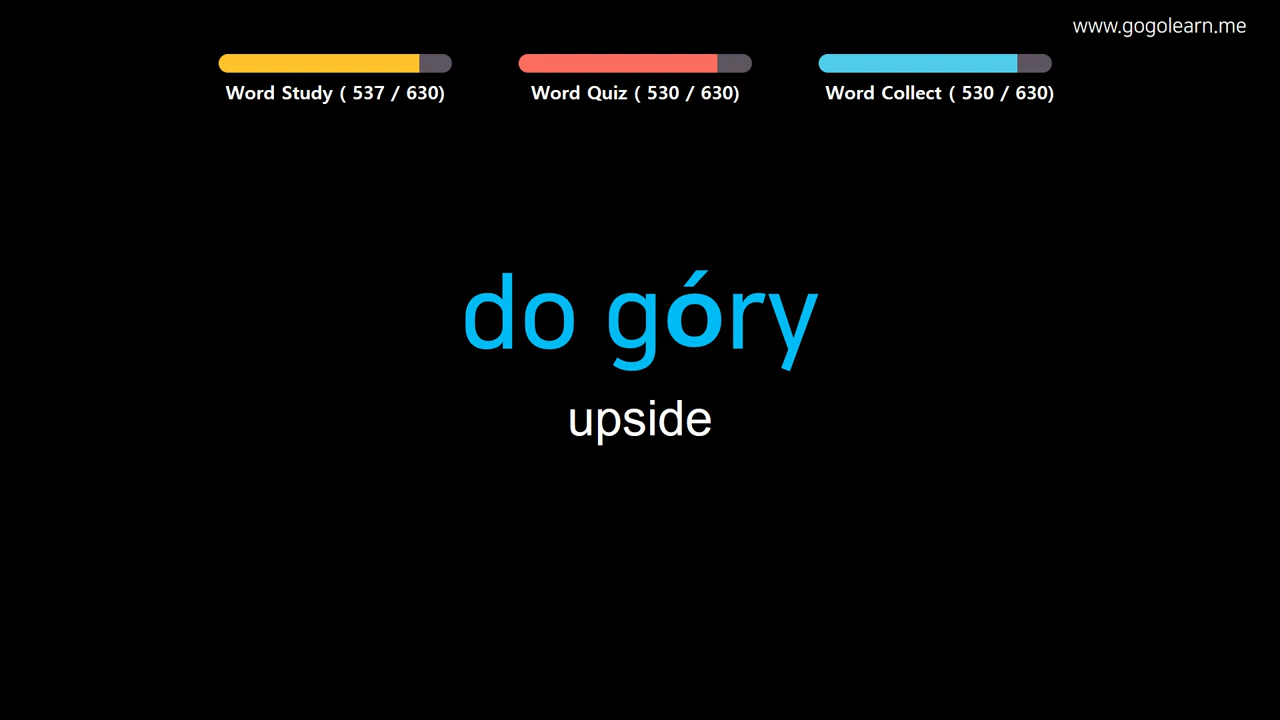 www.gogolearn.me
Word Study ( 537 / 630)
Word Quiz ( 530 / 630)
Word Collect ( 530 / 630)
do góry
upside